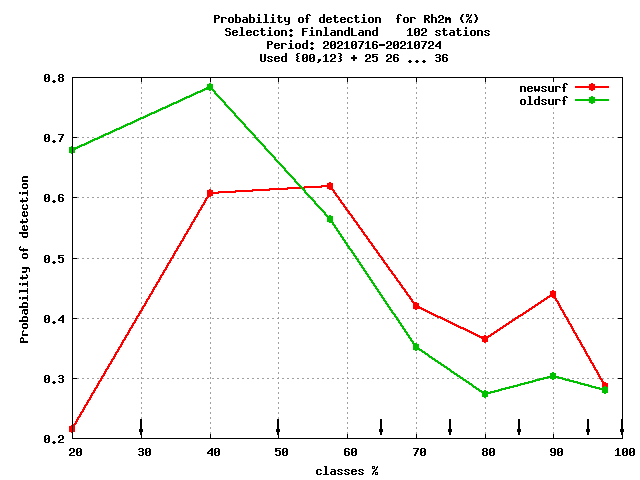 Probability of detection  for Rh2m (%)
Selection: FinlandLand    102 stations
Period: 20210716-20210724
Used {00,12} + 25 26 ... 36
newsurf
oldsurf
Probability of detection
0.8
0.7
0.6
0.5
0.4
0.3
0.2
20 30 40 50 60 70 80 90 100
classes %